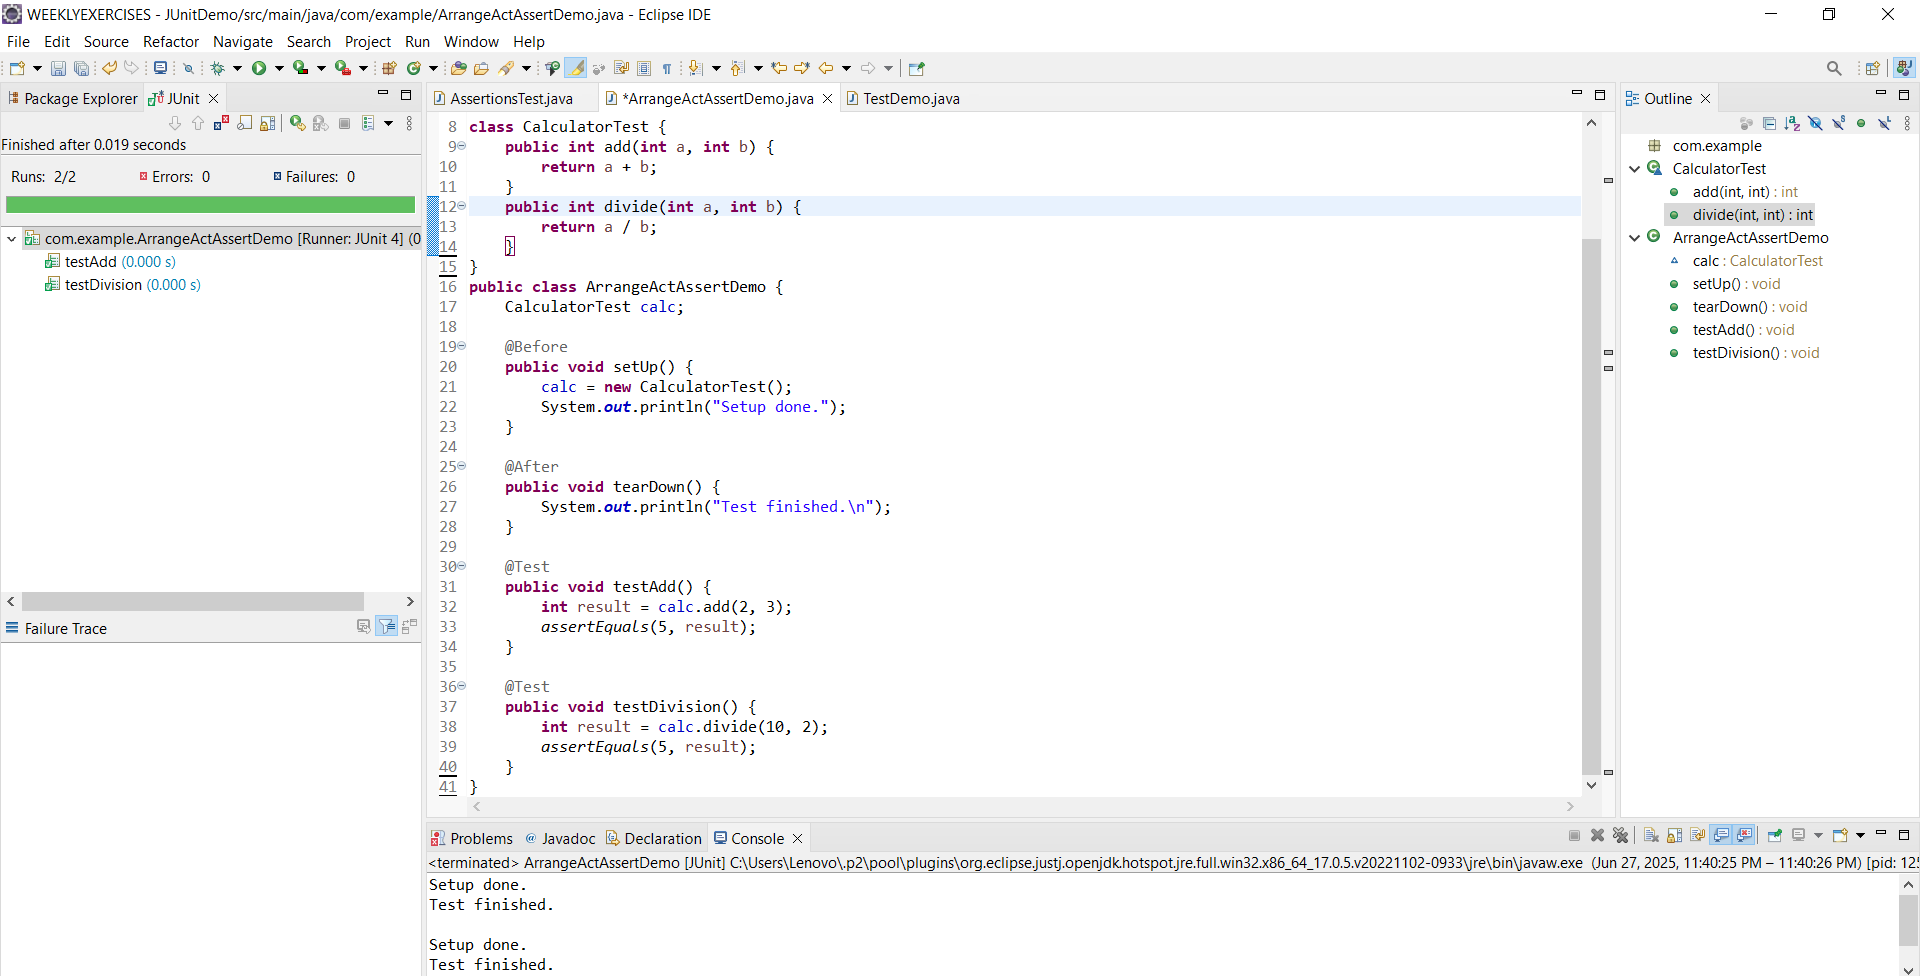 WEEKLYEXERCISES - JUnitDemo/src/main/java/com/example/ArrangeActAssertDemo.java - Eclipse IDE
File Edit Source Refactor Navigate Search Project Run Window Help
Package Explorer JUnit
Finished after 0.019 seconds
Runs: 2/2 Errors: 0 Failures: 0
com.example.ArrangeActAssertDemo [Runner: JUnit 4] (0
testAdd (0.000 s)
testDivision (0.000 s)
Failure Trace
AssertionsTest.java *ArrangeActAssertDemo.java TestDemo.java
8 class CalculatorTest {
9 public int add(int a, int b) {
10 return a + b;
11 }
12 public int divide(int a, int b) {
13 return a / b;
14 }
15 }
16 public class ArrangeActAssertDemo {
17 CalculatorTest calc;
18
19 @Before
20 public void setUp() {
21 calc = new CalculatorTest();
22 System.out.println("Setup done.");
23 }
24
25 @After
26 public void tearDown() {
27 System.out.println("Test finished.\n");
28 }
29
30 @Test
31 public void testAdd() {
32 int result = calc.add(2, 3);
33 assertEquals(5, result);
34 }
35
36 @Test
37 public void testDivision() {
38 int result = calc.divide(10, 2);
39 assertEquals(5, result);
40 }
41 }
Outline
com.example
CalculatorTest
add(int, int) : int
divide(int, int) : int
ArrangeActAssertDemo
calc : CalculatorTest
setUp() : void
tearDown() : void
testAdd() : void
testDivision() : void
Problems Javadoc Declaration Console
<terminated> ArrangeActAssertDemo [JUnit] C:\Users\Lenovo\.p2\pool\plugins\org.eclipse.justj.openjdk.hotspot.jre.full.win32.x86_64_17.0.5.v20221102-0933\jre\bin\javaw.exe (Jun 27, 2025, 11:40:25 PM – 11:40:26 PM) [pid: 125
Setup done.
Test finished.
Setup done.
Test finished.